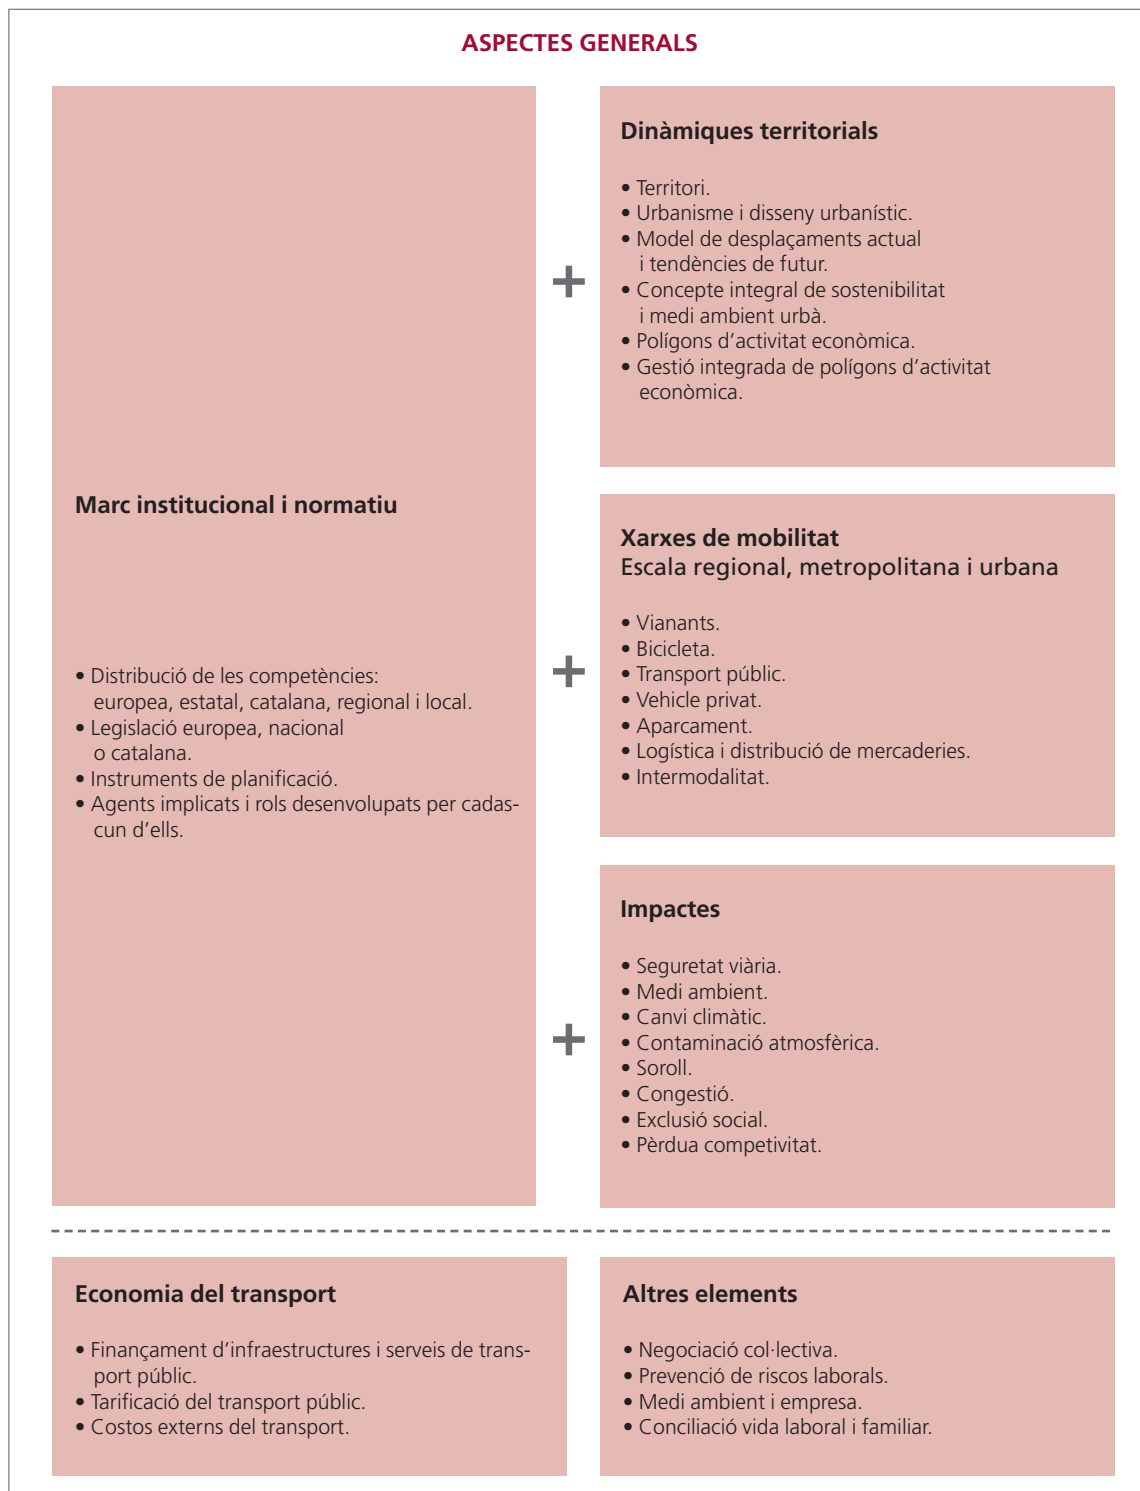 ASPECTES GENERALS
Marc institucional i normatiu
• Distribució de les competències:
europea, estatal, catalana, regional i local.
• Legislació europea, nacional
o catalana.
• Instruments de planificació.
• Agents implicats i rols desenvolupats per cadas-
cun d’ells.
+
Dinàmiques territorials
• Territori.
• Urbanisme i disseny urbanístic.
• Model de desplaçaments actual
i tendències de futur.
• Concepte integral de sostenibilitat
i medi ambient urbà.
• Polígons d’activitat econòmica.
• Gestió integrada de polígons d’activitat
econòmica.
+
Xarxes de mobilitat
Escala regional, metropolitana i urbana
• Vianants.
• Bicicleta.
• Transport públic.
• Vehicle privat.
• Aparcament.
• Logística i distribució de mercaderies.
• Intermodalitat.
+
Impactes
• Seguretat viària.
• Medi ambient.
• Canvi climàtic.
• Contaminació atmosfèrica.
• Soroll.
• Congestió.
• Exclusió social.
• Pèrdua competivitat.
Economia del transport
• Finançament d’infraestructures i serveis de trans-
port públic.
• Tarificació del transport públic.
• Costos externs del transport.
Altres elements
• Negociació col·lectiva.
• Prevenció de riscos laborals.
• Medi ambient i empresa.
• Conciliació vida laboral i familiar.